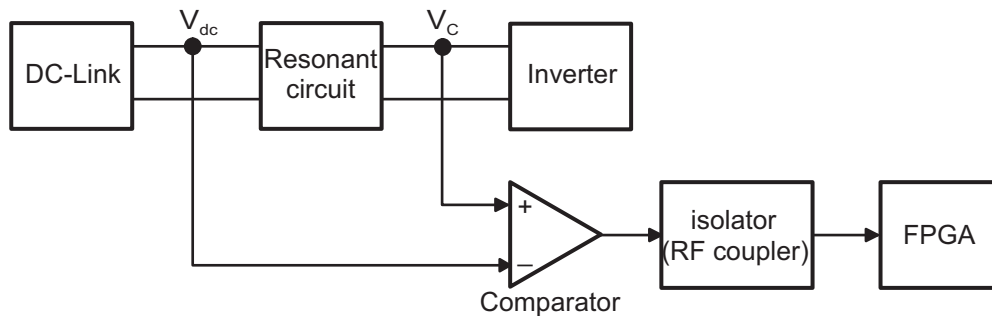 V_dc
V_C
DC-Link
Resonant
circuit
Inverter
+
–
Comparator
isolator
(RF coupler)
FPGA